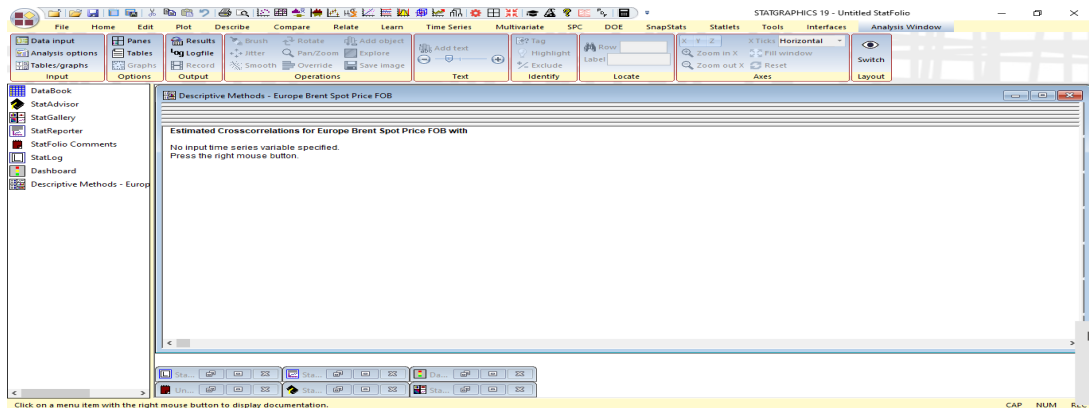 STATGRAPHICS 19 - Untitled StatFolio
File Home Edit Plot Describe Compare Relate Learn Time Series Multivariate SPC DOE SnapStats Statlets Tools Interfaces Analysis Window
Data input Panes Results Brush Rotate Add object Add text Tag Row X Y Z X Ticks Horizontal
Analysis options Tables Logfile Jitter Pan/Zoom Explore Highlight Label Zoom in X Fill window Switch
Tables/graphs Graphs Record Smooth Override Save image Exclude Zoom out X Reset
Input Options Output Operations Text Identify Locate Axes Layout
DataBook
StatAdvisor
StatGallery
StatReporter
StatFolio Comments
StatLog
Dashboard
Descriptive Methods - Europ
Descriptive Methods - Europe Brent Spot Price FOB
Estimated Crosscorrelations for Europe Brent Spot Price FOB with
No input time series variable specified.
Press the right mouse button.
Sta... Sta... Da...
Un... Sta... Sta...
Click on a menu item with the right mouse button to display documentation. CAP NUM